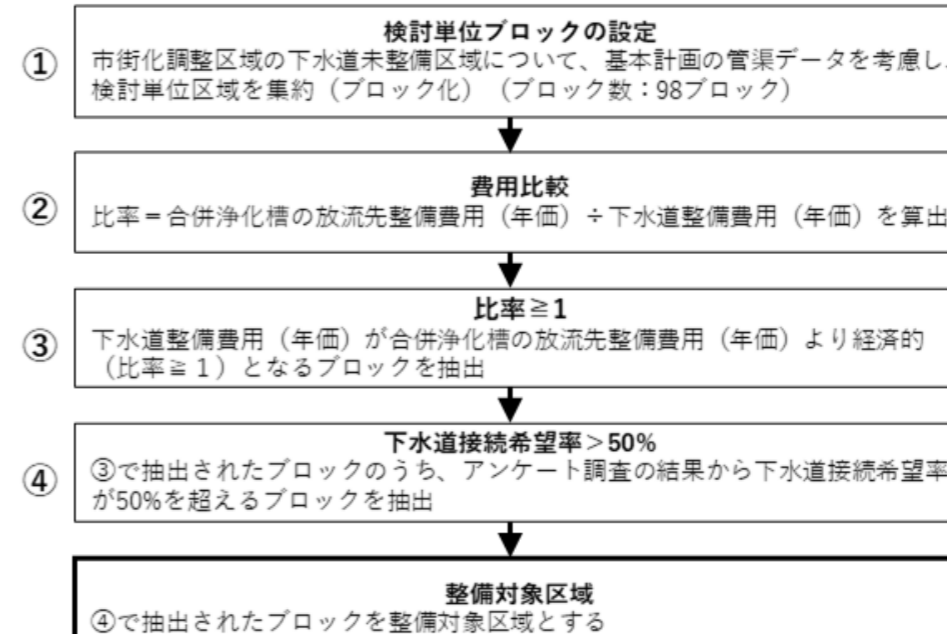 検討単位ブロックの設定
① 市街化調整区域の下水道未整備区域について、基本計画の管渠データを考慮し、
検討単位区域を集約（ブロック化）（ブロック数：98ブロック）
費用比較
② 比率＝合併浄化槽の放流先整備費用（年価）÷下水道整備費用（年価）を算出
比率≧1
③ 下水道整備費用（年価）が合併浄化槽の放流先整備費用（年価）より経済的
（比率≧１）となるブロックを抽出
下水道接続希望率＞50%
④ ③で抽出されたブロックのうち、アンケート調査の結果から下水道接続希望率
が50%を超えるブロックを抽出
整備対象区域
④で抽出されたブロックを整備対象区域とする